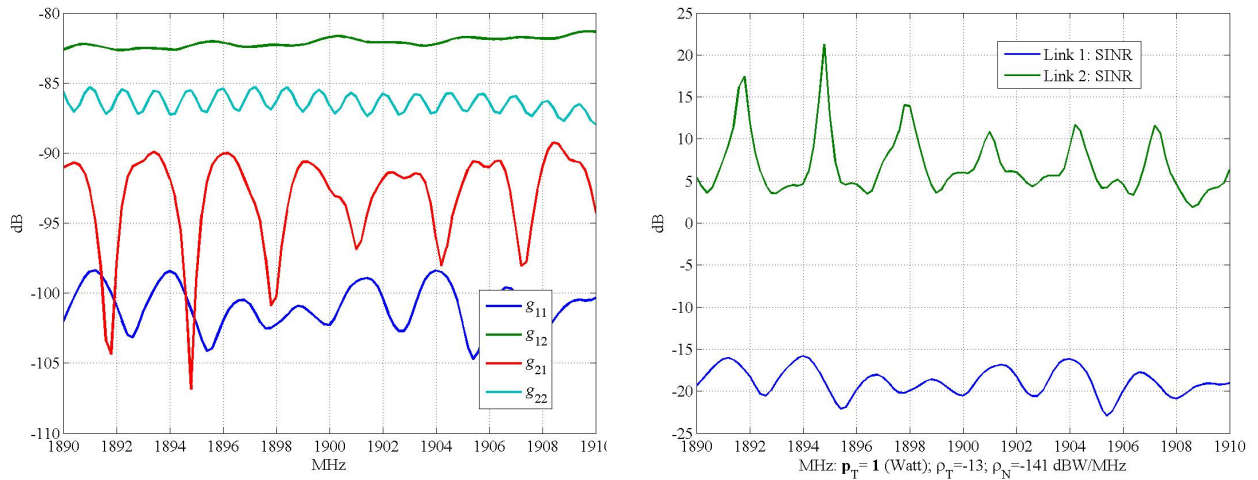 -80
-85
-90
-95
-100
-105
-110
dB
1890 1892 1894 1896 1898 1900 1902 1904 1906 1908 1910
MHz
g11
g12
g21
g22
25
20
15
10
5
0
-5
-10
-15
-20
-25
dB
Link 1: SINR
Link 2: SINR
1890 1892 1894 1896 1898 1900 1902 1904 1906 1908 1910
MHz: pT= 1 (Watt); ρT=-13; ρN=-141 dBW/MHz